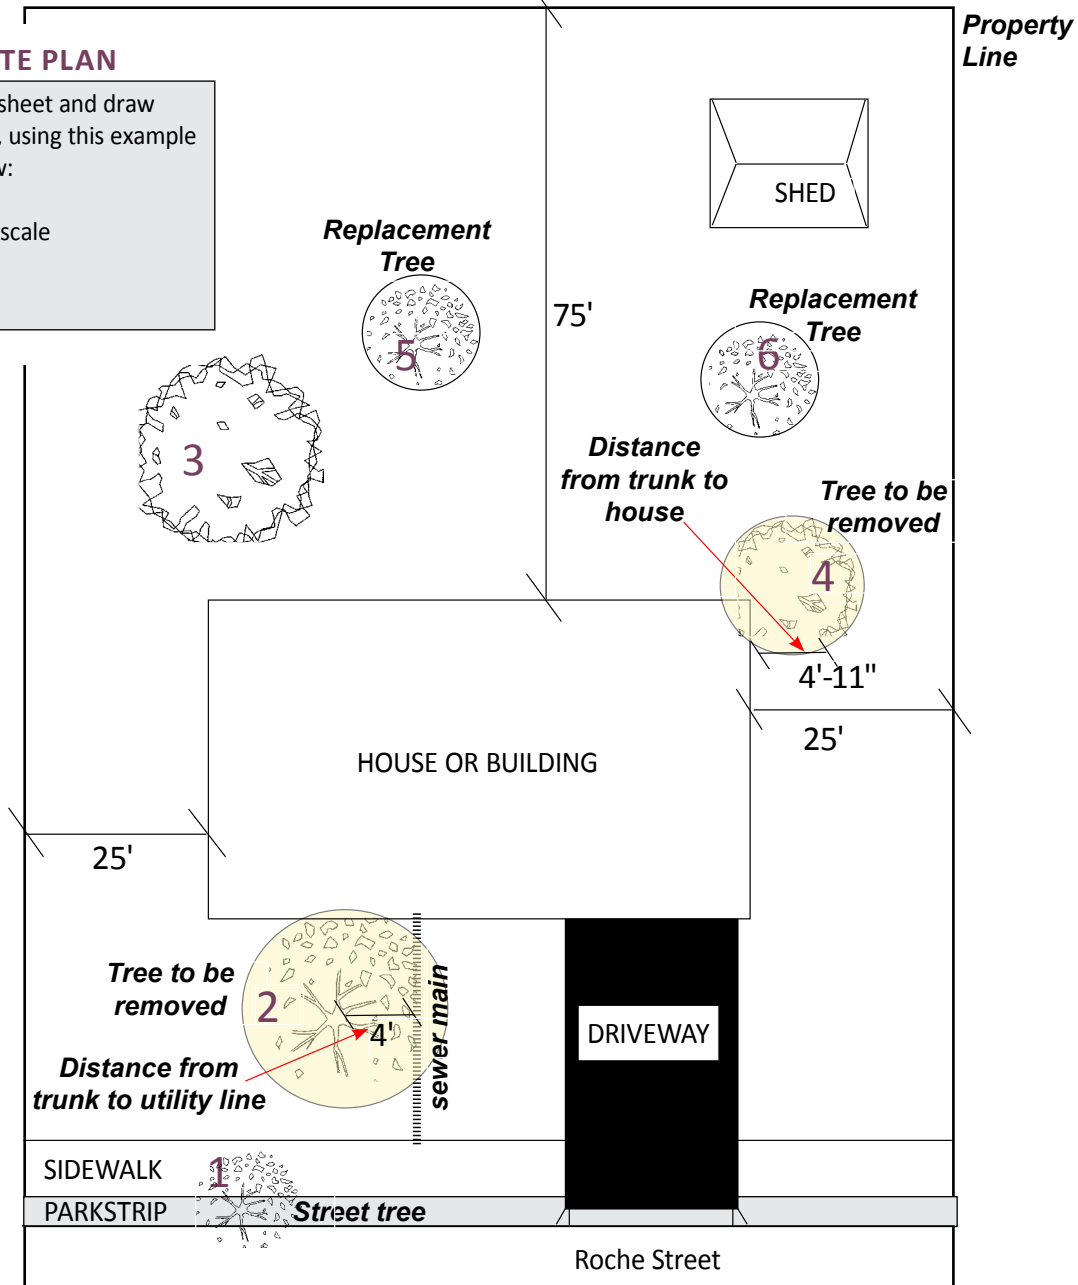 Property
Line
TE PLAN
sheet and draw
, using this example
:
scale
SHED
Replacement
Tree
75'
Replacement
Tree
5
6
3
Distance
from trunk to
house
Tree to be
removed
4
4'-11"
25'
HOUSE OR BUILDING
25'
Tree to be
removed
2
4'
sewer main
DRIVEWAY
Distance from
trunk to utility line
SIDEWALK
1
PARKSTRIP
Street tree
Roche Street